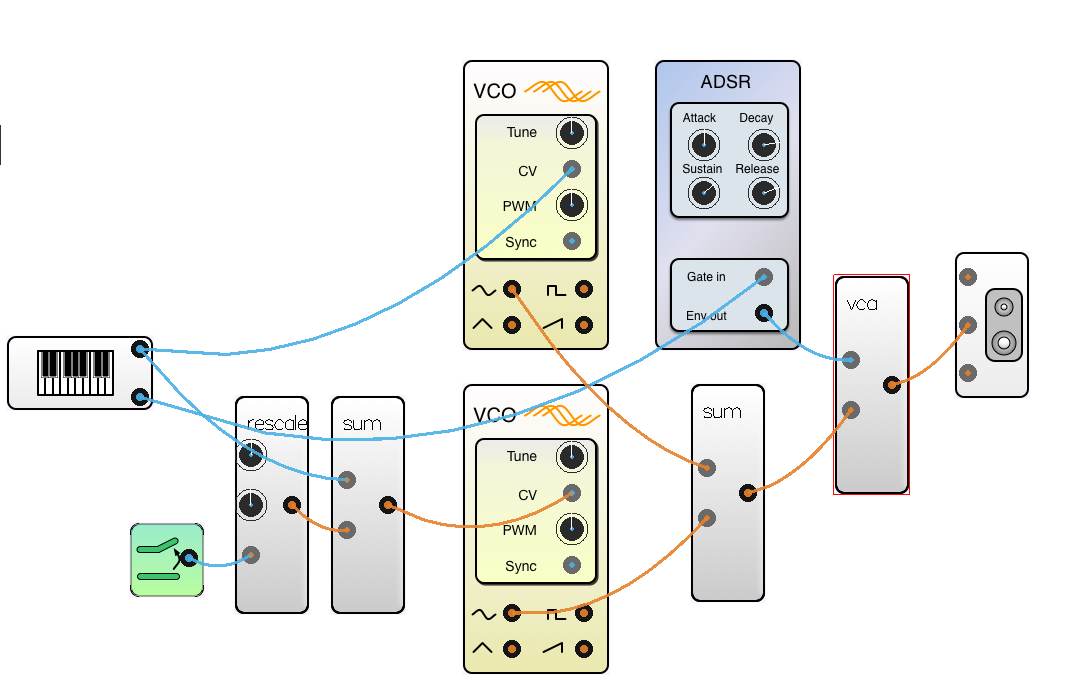 VCO
Tune
CV
PWM
Sync
ADSR
Attack Decay
Sustain Release
Gate in
Env out
vca
rescale
sum
VCO
Tune
CV
PWM
Sync
sum